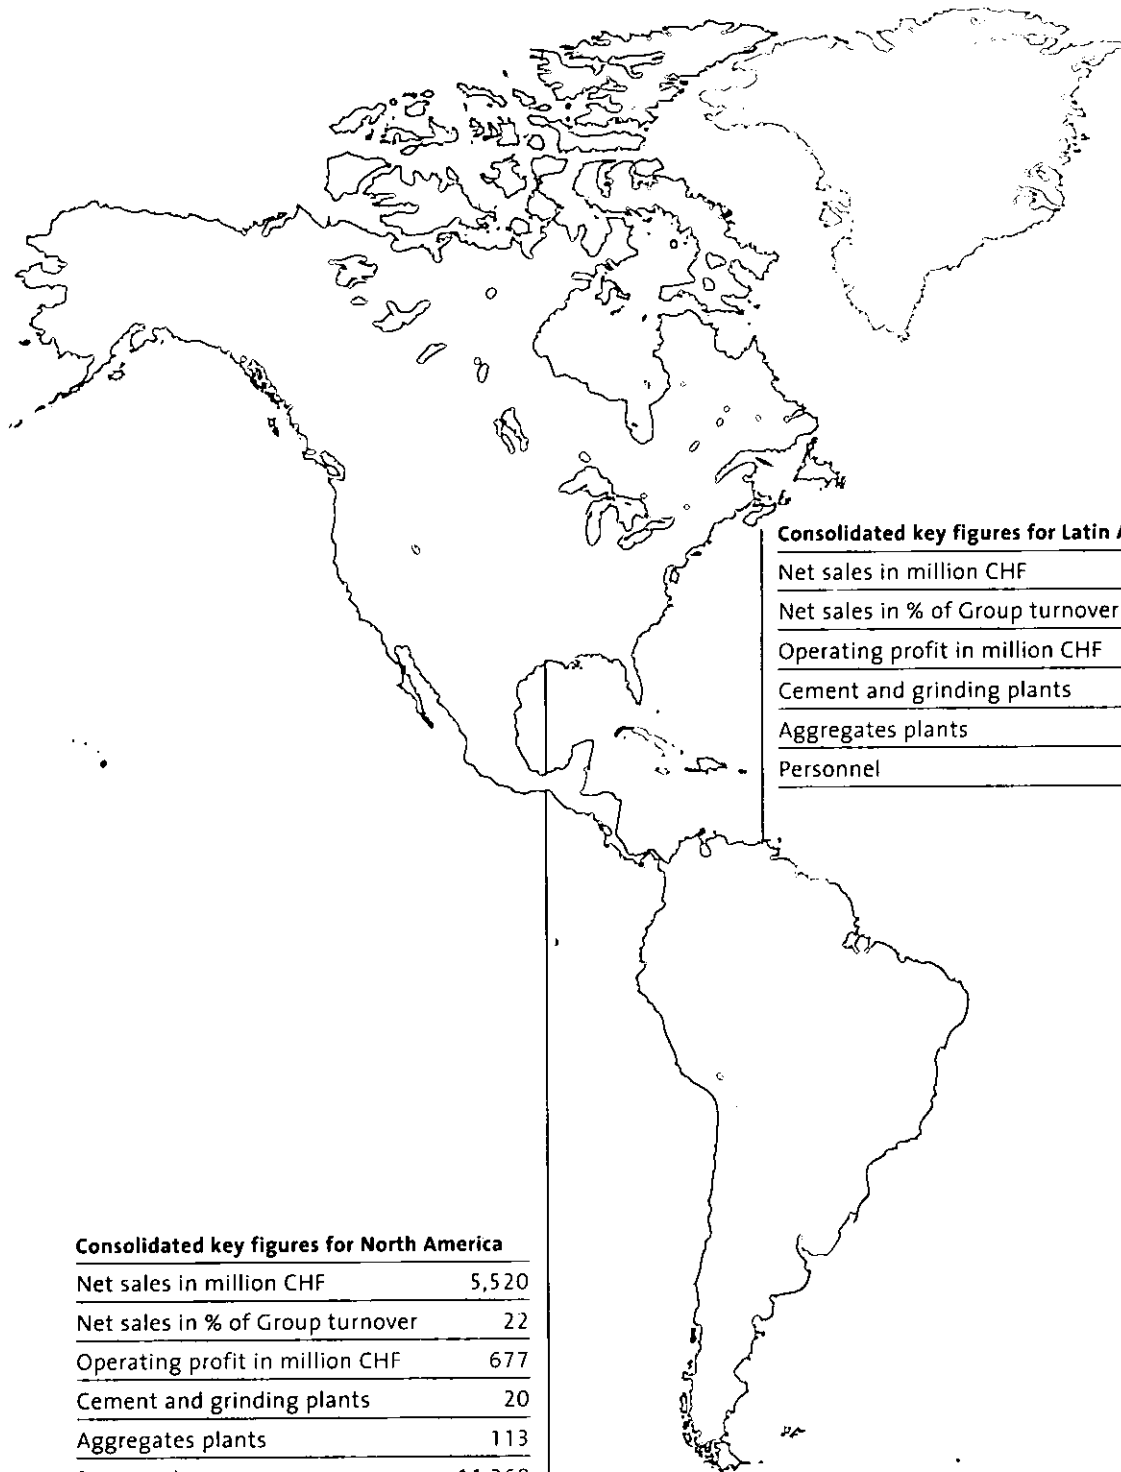 Consolidated key figures for Latin A
Net sales in million CHF
Net sales in % of Group turnover
Operating profit in million CHF
Cement and grinding plants
Aggregates plants
Personnel
Consolidated key figures for North America
Net sales in million CHF 5,520
Net sales in % of Group turnover 22
Operating profit in million CHF 677
Cement and grinding plants 20
Aggregates plants 113